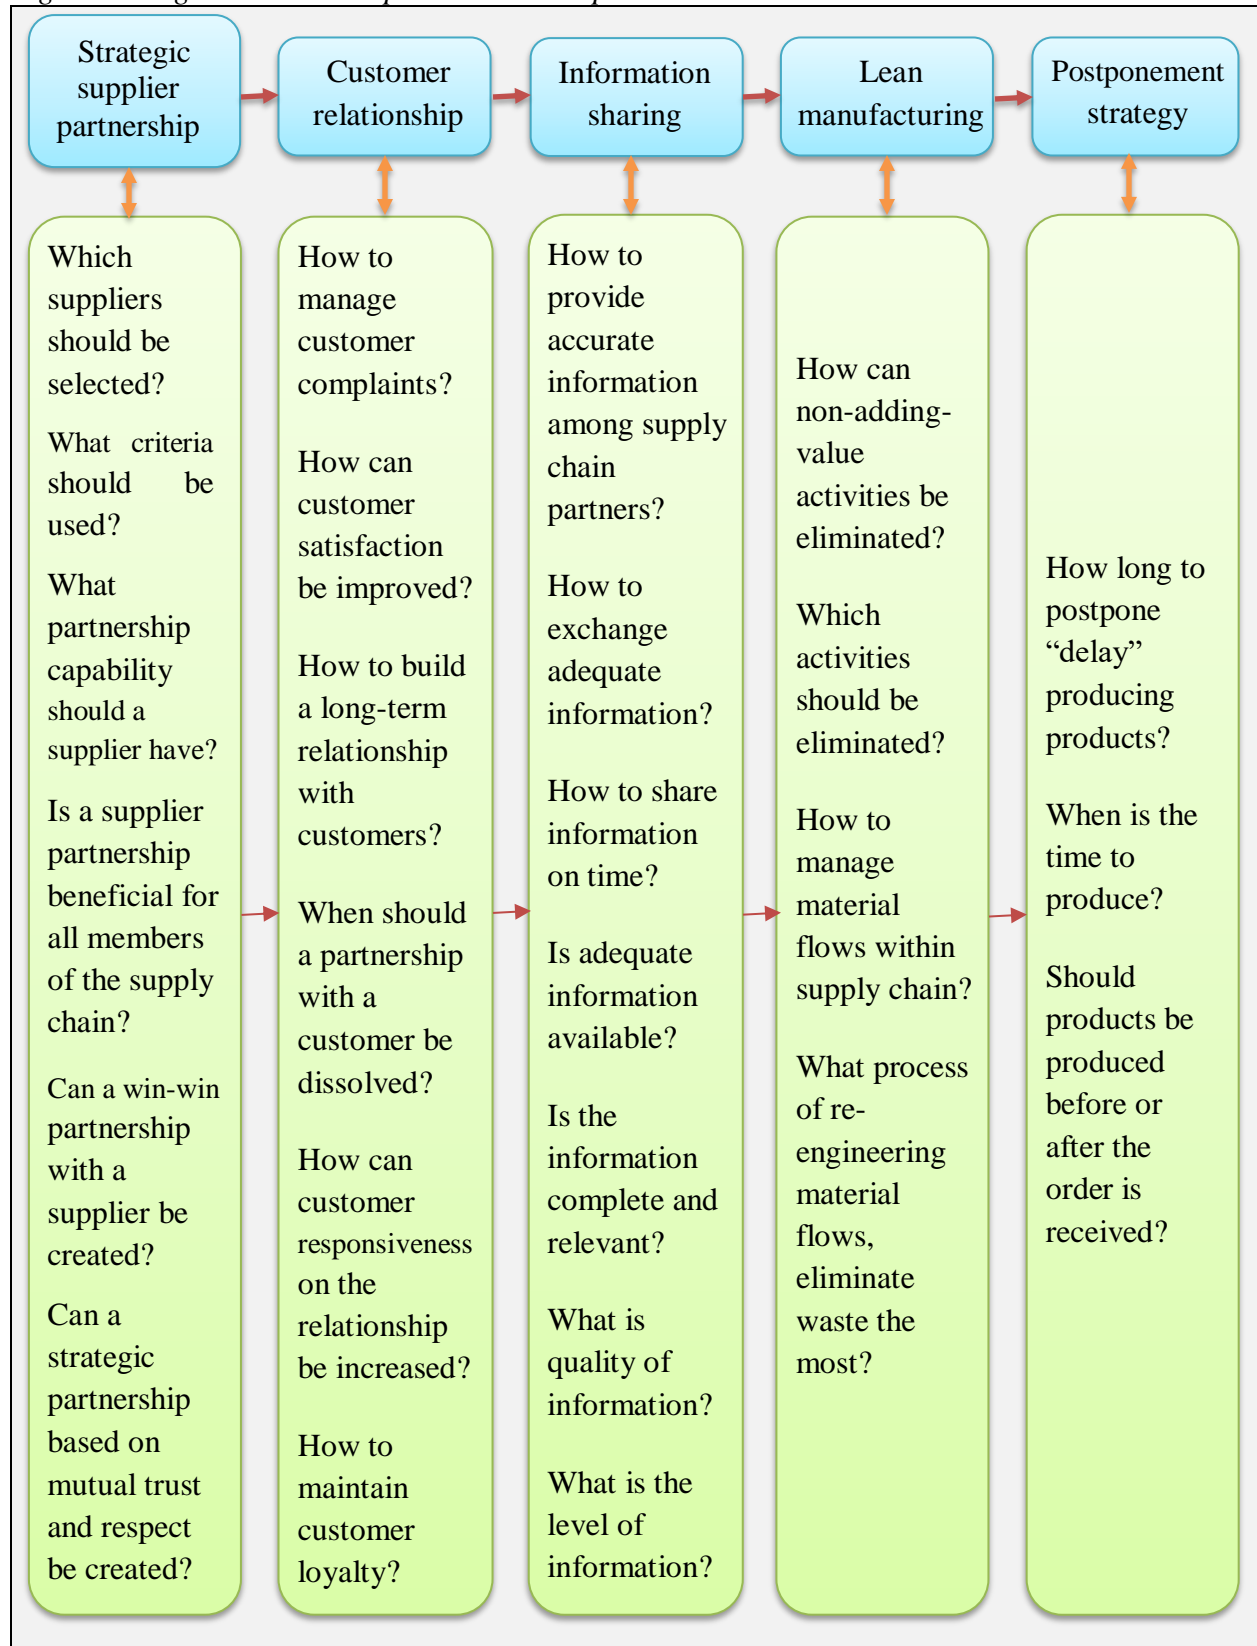 Strategic
supplier
partnership
Customer
relationship
Information
sharing
Lean
manufacturing
Postponement
strategy
Which
suppliers
should be
selected?
What criteria
should be
used?
What
partnership
capability
should a
supplier have?
Is a supplier
partnership
beneficial for
all members
of the supply
chain?
Can a win-win
partnership
with a
supplier be
created?
Can a
strategic
partnership
based on
mutual trust
and respect
be created?
How to
manage
customer
complaints?
How can
customer
satisfaction
be improved?
How to build
a long-term
relationship
with
customers?
When should
a partnership
with a
customer be
dissolved?
How can
customer
responsiveness
on the
relationship
be increased?
How to
maintain
customer
loyalty?
How to
provide
accurate
information
among supply
chain
partners?
How to
exchange
adequate
information?
How to share
information
on time?
Is adequate
information
available?
Is the
information
complete and
relevant?
What is
quality of
information?
What is the
level of
information?
How can
non-adding-
value
activities be
eliminated?
Which
activities
should be
eliminated?
How to
manage
material
flows within
supply chain?
What process
of re-
engineering
material
flows,
eliminate
waste the
most?
How long to
postpone
“delay”
producing
products?
When is the
time to
produce?
Should
products be
produced
before or
after the
order is
received?